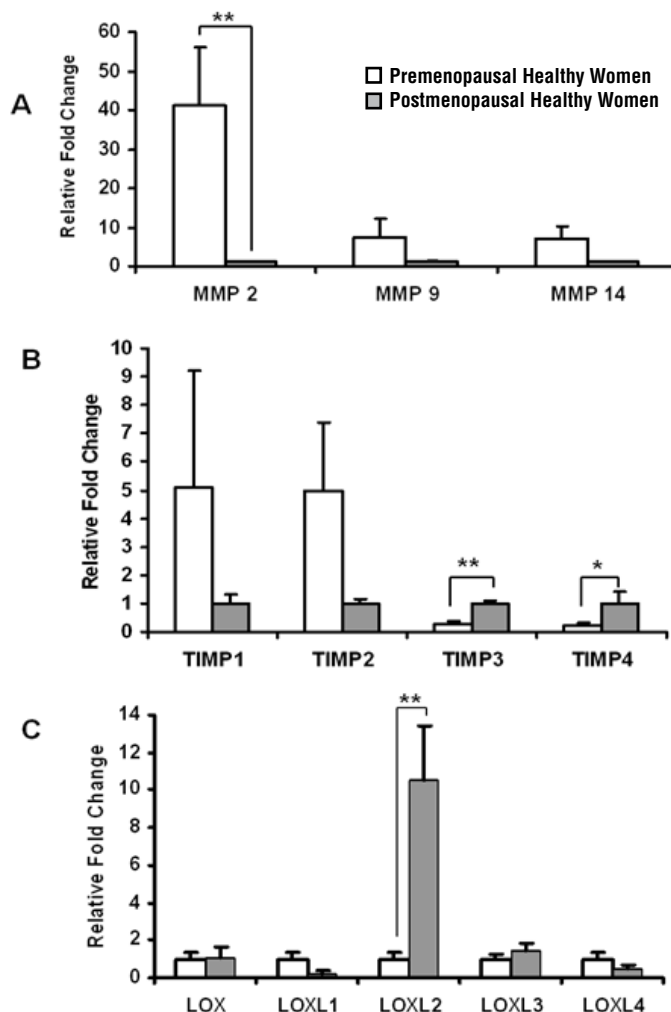 A
Relative Fold Change
60
50
40
30
20
10
0
**
Premenopausal Healthy Women
Postmenopausal Healthy Women
MMP 2 MMP 9 MMP 14
B
Relative Fold Change
10
9
8
7
6
5
4
3
2
1
0
** *
TIMP1 TIMP2 TIMP3 TIMP4
C
Relative Fold Change
14
12
10
8
6
4
2
0
**
LOX LOXL1 LOXL2 LOXL3 LOXL4